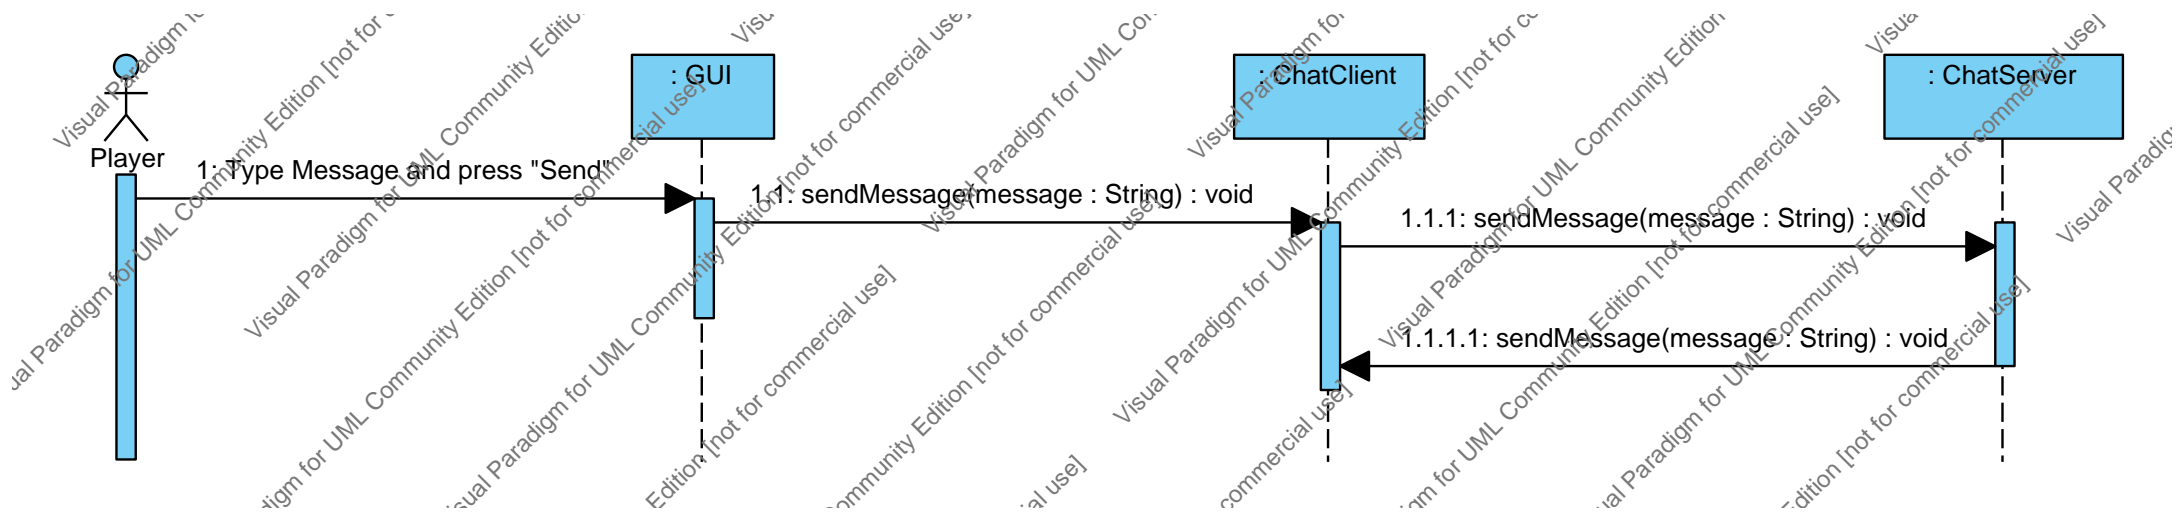 : GUI
: ChatClient
: ChatServer
Player
1: Type Message and press "Send"
1.1: sendMessage(message : String) : void
1.1.1: sendMessage(message : String) : void
1.1.1.1: sendMessage(message : String) : void
Visual Paradigm for UML Community Edition [not for commercial use]